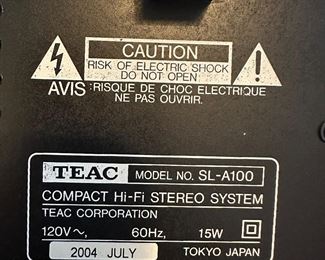 CAUTION
RISK OF ELECTRIC SHOCK
DO NOT OPEN
AVIS :RISQUE DE CHOC ELECTRIQUE
NE PAS OUVRIR.
TEAC MODEL NO. SL-A100
COMPACT Hi-Fi STEREO SYSTEM
TEAC CORPORATION
120V~, 60Hz, 15W
2004 JULY TOKYO JAPAN